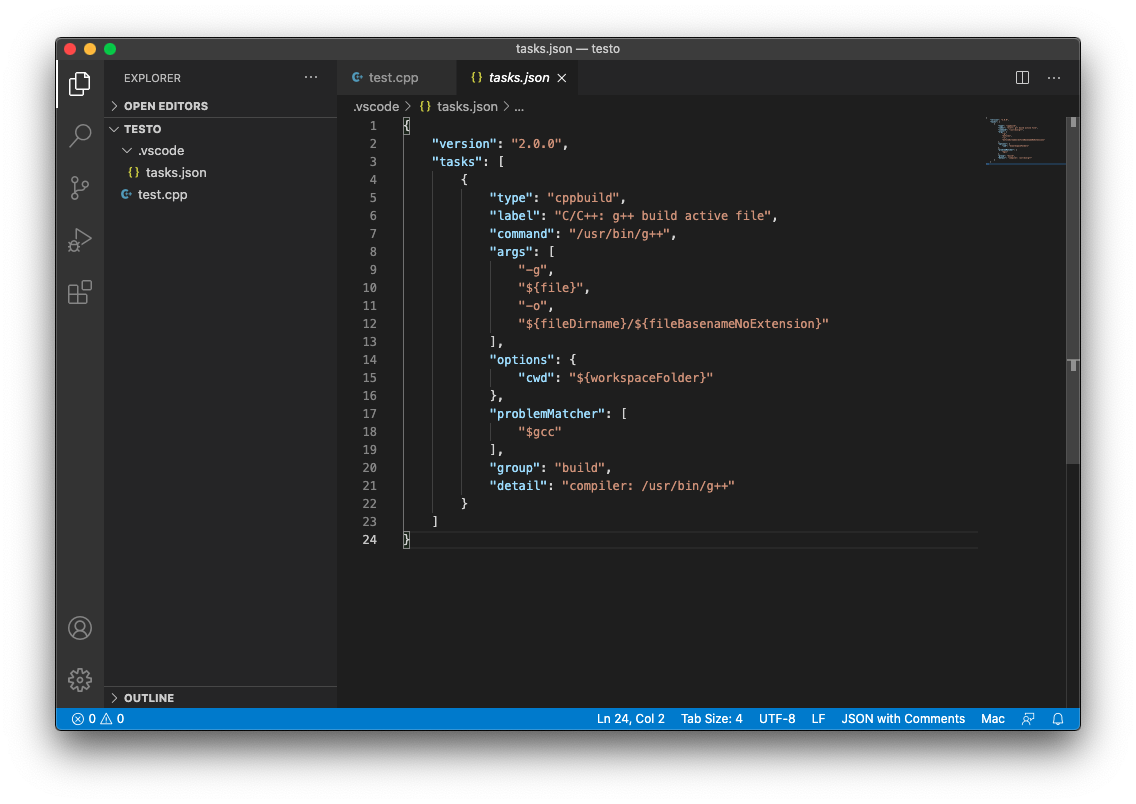 tasks.json — testo
EXPLORER
OPEN EDITORS
TESTO
.vscode
{} tasks.json
test.cpp
OUTLINE
test.cpp
{} tasks.json
.vscode > {} tasks.json > ...
1 {
2 "version": "2.0.0",
3 "tasks": [
4 {
5 "type": "cppbuild",
6 "label": "C/C++: g++ build active file",
7 "command": "/usr/bin/g++",
8 "args": [
9 "-g",
10 "${file}",
11 "-o",
12 "${fileDirname}/${fileBasenameNoExtension}"
13 ],
14 "options": {
15 "cwd": "${workspaceFolder}"
16 },
17 "problemMatcher": [
18 "$gcc"
19 ],
20 "group": "build",
21 "detail": "compiler: /usr/bin/g++"
22 }
23 ]
24 }
0 0
Ln 24, Col 2 Tab Size: 4 UTF-8 LF JSON with Comments Mac